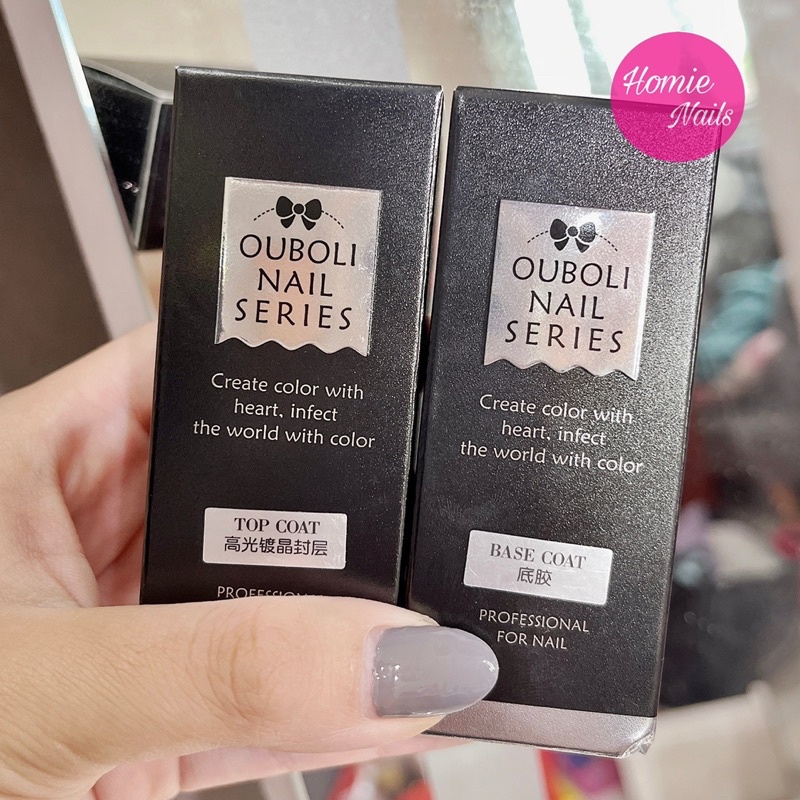 Homie
Nails
OUBOLI
NAIL
SERIES
Create color with
heart, infect
the world with color
TOP COAT
高光镀晶封层
PROFESSIONAL
OUBOLI
NAIL
SERIES
Create color with
heart, infect
the world with color
BASE COAT
底胶
PROFESSIONAL
FOR NAIL